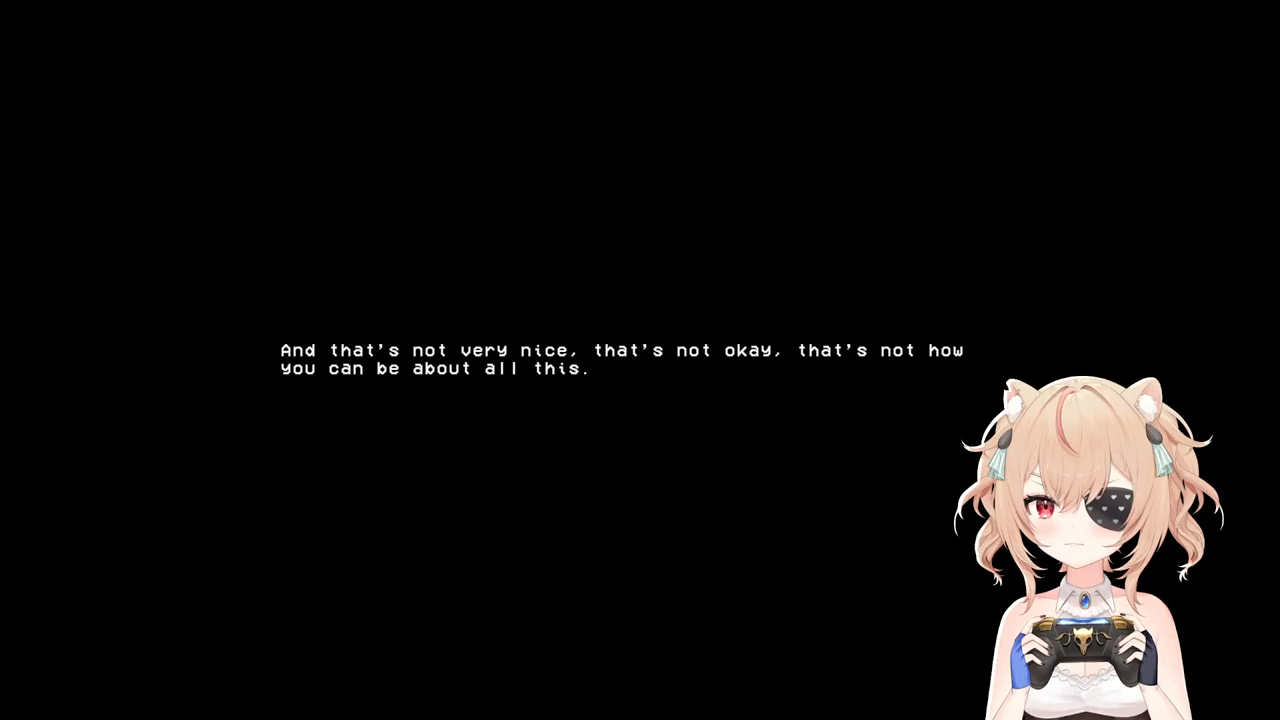 And that's not very nice, that's not okay, that's not how
you can be about all this.